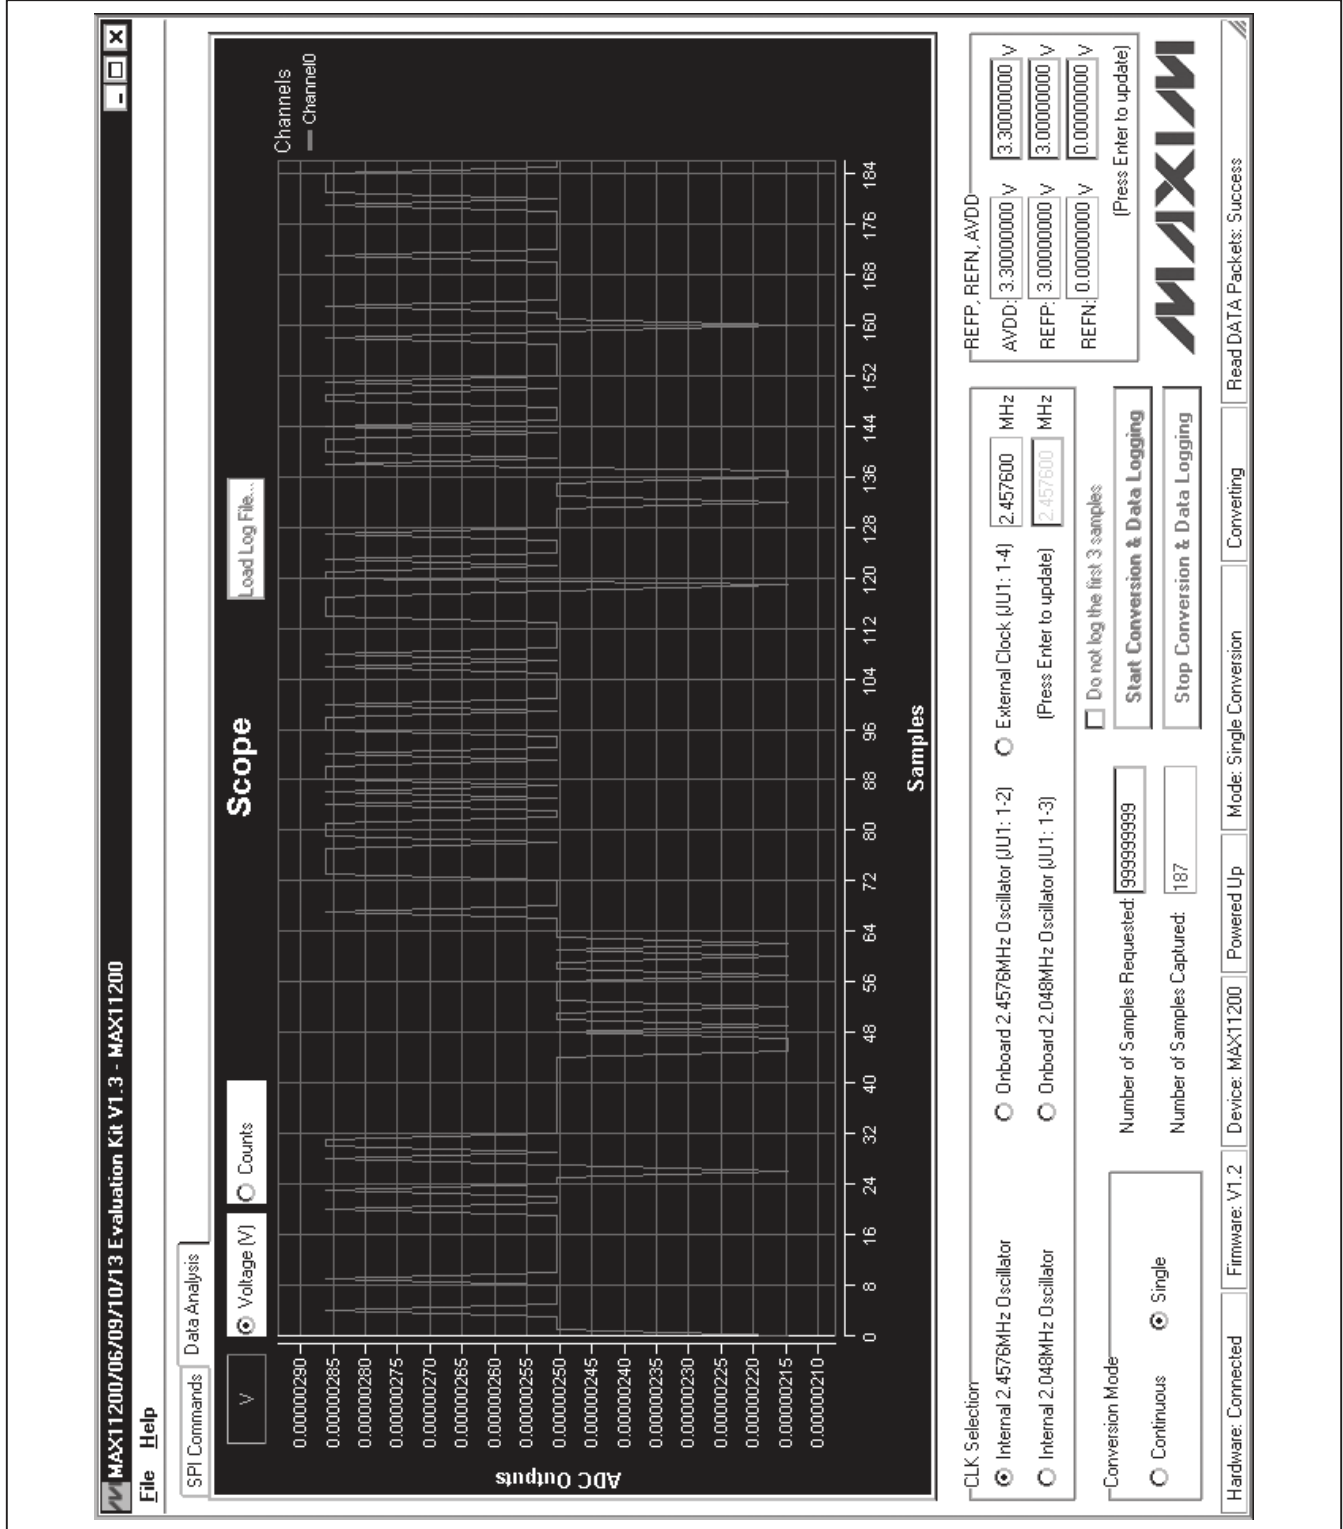 MAX11200/06/09/10/13 Evaluation Kit V1.3 - MAX11200
File Help
SPI Commands Data Analysis
V
Voltage (V) Counts
Scope
Load Log File...
Channels
Channel0
ADC Outputs
0.00000290
0.00000285
0.00000280
0.00000275
0.00000270
0.00000265
0.00000260
0.00000255
0.00000250
0.00000245
0.00000240
0.00000235
0.00000230
0.00000225
0.00000220
0.00000215
0.00000210
0 8 16 24 32 40 48 56 64 72 80 88 96 104 112 120 128 136 144 152 160 168 176 184
Samples
CLK Selection
Internal 2.4576MHz Oscillator Onboard 2.4576MHz Oscillator (JU1: 1-2) External Clock (JU1: 1-4) 2.457600 MHz
Internal 2.048MHz Oscillator Onboard 2.048MHz Oscillator (JU1: 1-3) (Press Enter to update) 2.457600 MHz
REFP, REFN, AVDD
AVDD: 3.30000000 V 3.30000000 V
REFP: 3.00000000 V 3.00000000 V
REFN: 0.00000000 V 0.00000000 V
(Press Enter to update)
Conversion Mode
Continuous Single
Do not log the first 3 samples
Number of Samples Requested: 999999999 Start Conversion & Data Logging
Number of Samples Captured: 187 Stop Conversion & Data Logging
MAXIM
Hardware: Connected Firmware: V1.2 Device: MAX11200 Powered Up Mode: Single Conversion Converting Read DATA Packets: Success